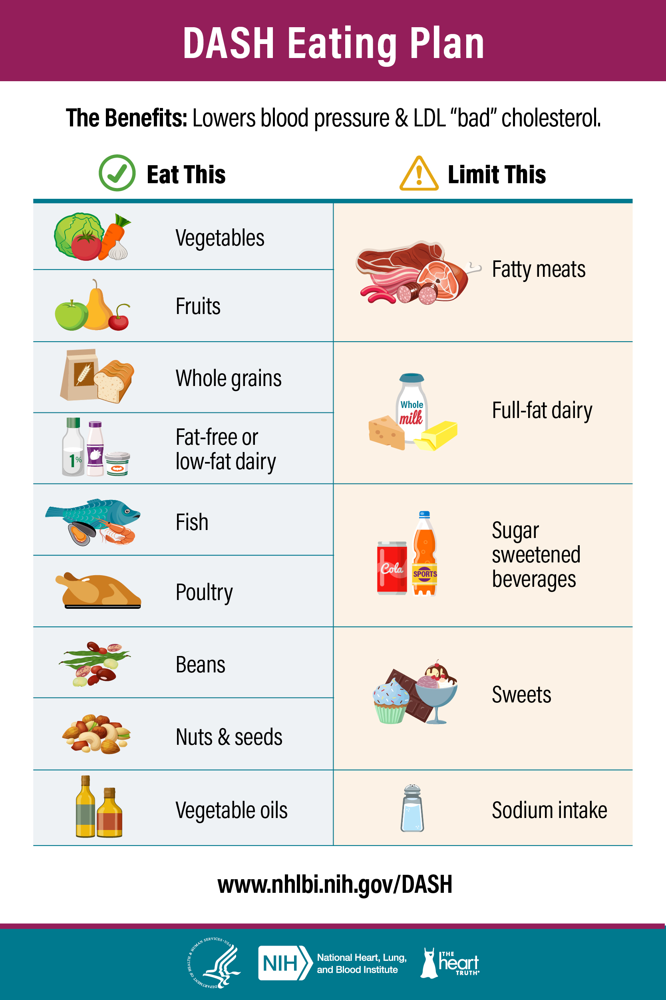 DASH Eating Plan
The Benefits: Lowers blood pressure & LDL “bad” cholesterol.
Eat This
Limit This
Vegetables
Fatty meats
Fruits
Whole grains
Whole
milk
Full-fat dairy
1%
Fat-free or
low-fat dairy
Fish
Cola
SPORTS
Sugar
sweetened
beverages
Poultry
Beans
Sweets
Nuts & seeds
Vegetable oils
Sodium intake
www.nhlbi.nih.gov/DASH
DEPARTMENT OF HEALTH & HUMAN SERVICES • USA
NIH
National Heart, Lung,
and Blood Institute
THE
heart
TRUTH®